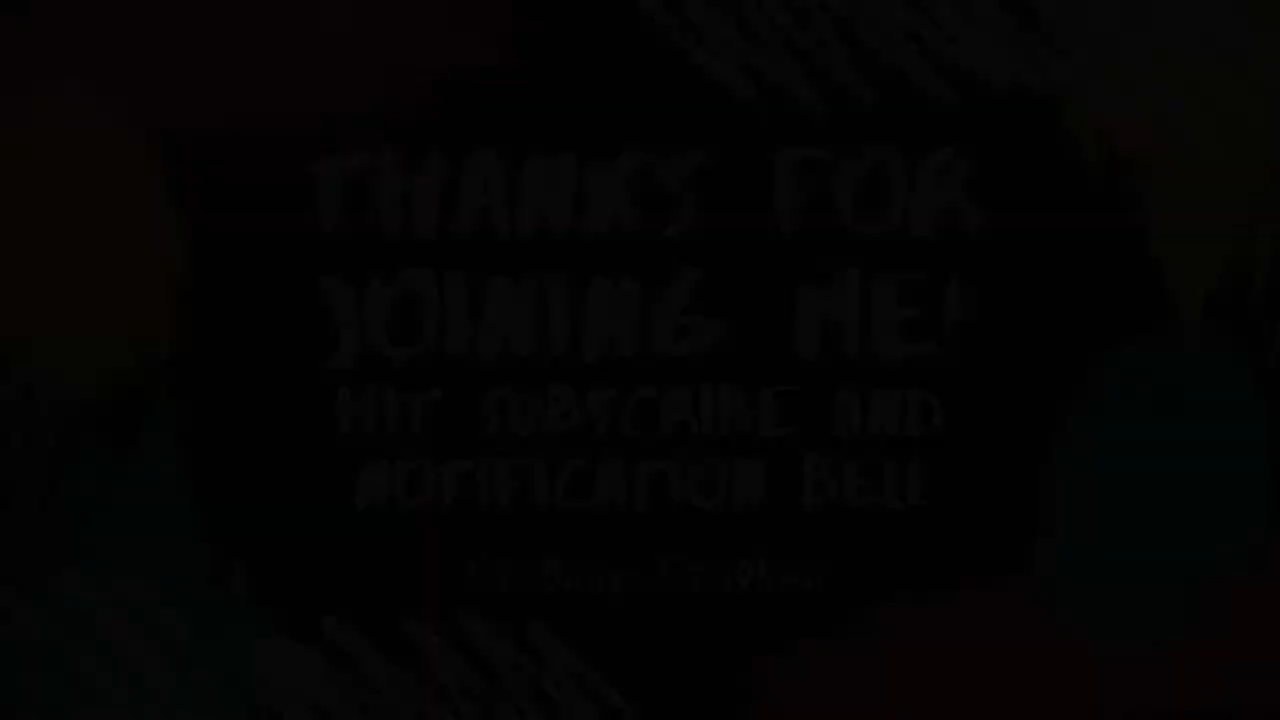 THANKS FOR
JOINING ME!
HIT SUBSCRIBE AND
NOTIFICATION BELL